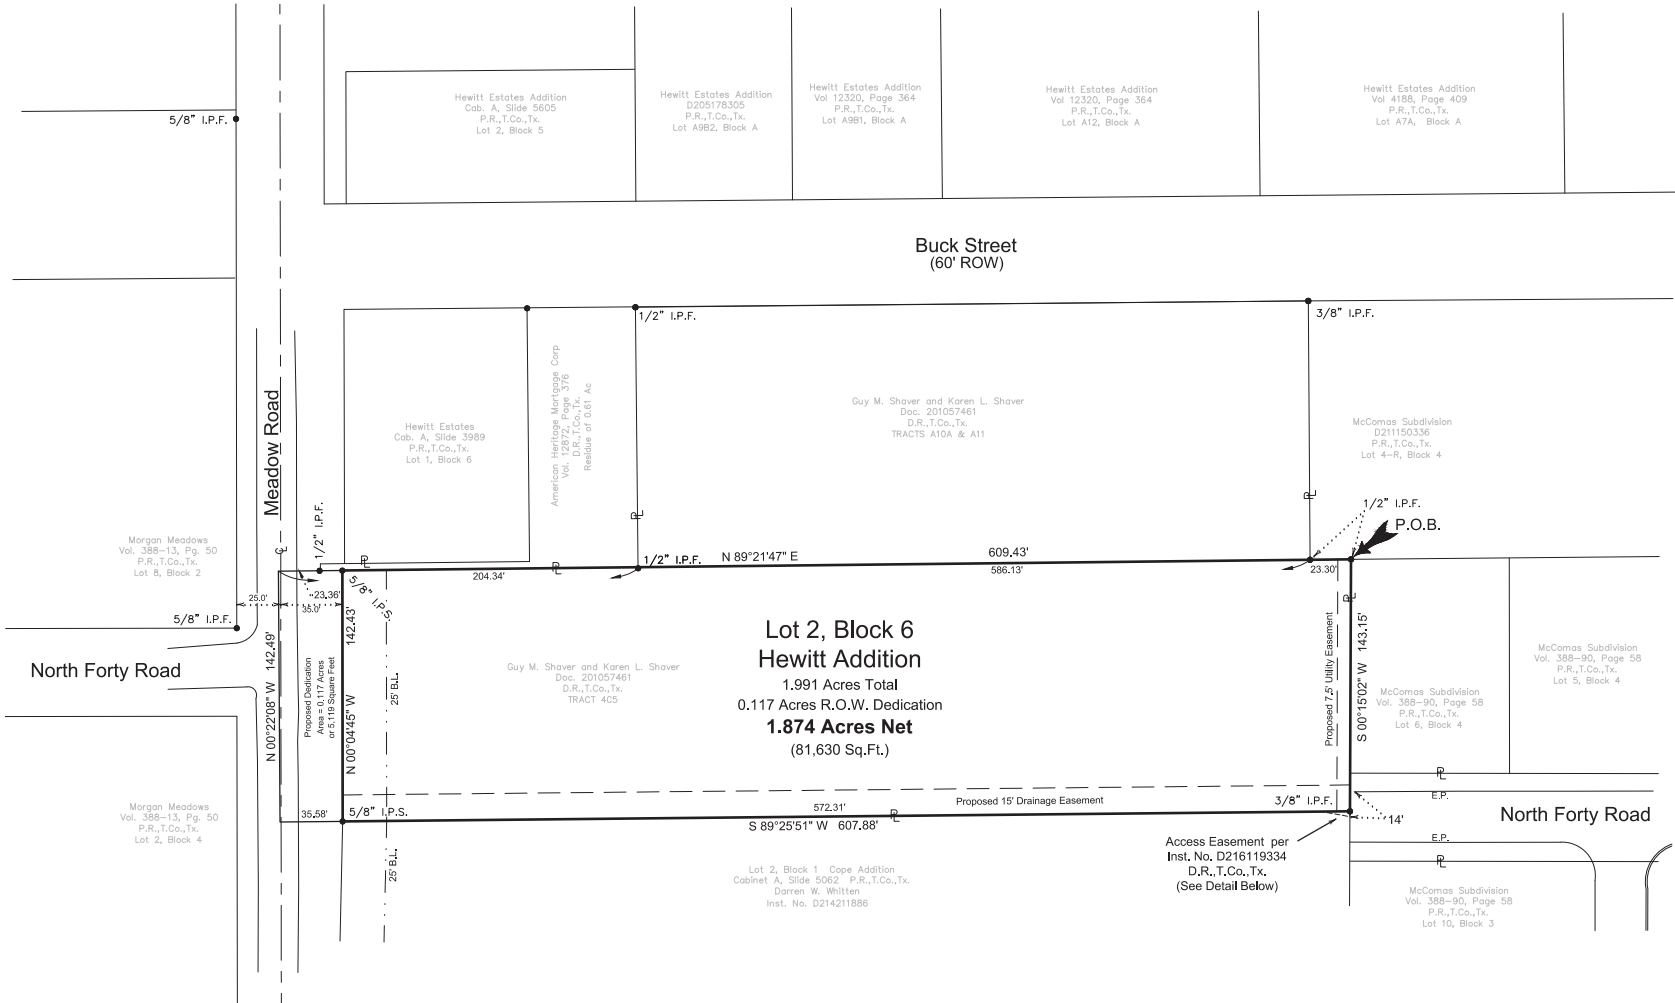 5/8" I.P.F.
Hewitt Estates Addition
Cab. A, Slide 5605
P.R.,T.Co.,Tx.
Lot 2, Block 5
Hewitt Estates Addition
D205178305
P.R.,T.Co.,Tx.
Lot A9B2, Block A
Hewitt Estates Addition
Vol 12320, Page 364
P.R.,T.Co.,Tx.
Lot A9B1, Block A
Hewitt Estates Addition
Vol 12320, Page 364
P.R.,T.Co.,Tx.
Lot A12, Block A
Hewitt Estates Addition
Vol 4188, Page 409
P.R.,T.Co.,Tx.
Lot A7A, Block A
Buck Street
(60' ROW)
1/2" I.P.F.
3/8" I.P.F.
Meadow Road
Hewitt Estates
Cab. A, Slide 3989
P.R.,T.Co.,Tx.
Lot 1, Block 6
American Heritage Mortgage Corp
Vol. 12872, Page 376
D.R.,T.Co.,Tx.
Residue of 0.61 Ac
Guy M. Shaver and Karen L. Shaver
Doc. 201057461
D.R.,T.Co.,Tx.
TRACTS A10A & A11
McComas Subdivision
D211150336
P.R.,T.Co.,Tx.
Lot 4-R, Block 4
PL
PL
1/2" I.P.F.
P.O.B.
Morgan Meadows
Vol. 388-13, Pg. 50
P.R.,T.Co.,Tx.
Lot 8, Block 2
CL
1/2" I.P.F.
PL
PL
1/2" I.P.F.
N 89°21'47" E
609.43'
204.34'
586.13'
23.30'
5/8" I.P.S.
25.0'
35.0'
23.36'
5/8" I.P.F.
North Forty Road
N 00°22'08" W 142.49'
Proposed Dedication
Area = 0.117 Acres
or 5,119 Square Feet
142.43'
N 00°04'45" W
25' B.L.
Guy M. Shaver and Karen L. Shaver
Doc. 201057461
D.R.,T.Co.,Tx.
TRACT 4C5
Lot 2, Block 6
Hewitt Addition
1.991 Acres Total
0.117 Acres R.O.W. Dedication
1.874 Acres Net
(81,630 Sq.Ft.)
Proposed 7.5' Utility Easement
PL
S 00°15'02" W 143.15'
McComas Subdivision
Vol. 388-90, Page 58
P.R.,T.Co.,Tx.
Lot 6, Block 4
McComas Subdivision
Vol. 388-90, Page 58
P.R.,T.Co.,Tx.
Lot 5, Block 4
PL
E.P.
North Forty Road
E.P.
PL
14'
Morgan Meadows
Vol. 388-13, Pg. 50
P.R.,T.Co.,Tx.
Lot 2, Block 4
35.58'
5/8" I.P.S.
572.31'
PL
Proposed 15' Drainage Easement
3/8" I.P.F.
S 89°25'51" W 607.88'
25' B.L.
Lot 2, Block 1 Cope Addition
Cabinet A, Slide 5062 P.R.,T.Co.,Tx.
Darren W. Whitten
Inst. No. D214211886
Access Easement per
Inst. No. D216119334
D.R.,T.Co.,Tx.
(See Detail Below)
McComas Subdivision
Vol. 388-90, Page 58
P.R.,T.Co.,Tx.
Lot 10, Block 3